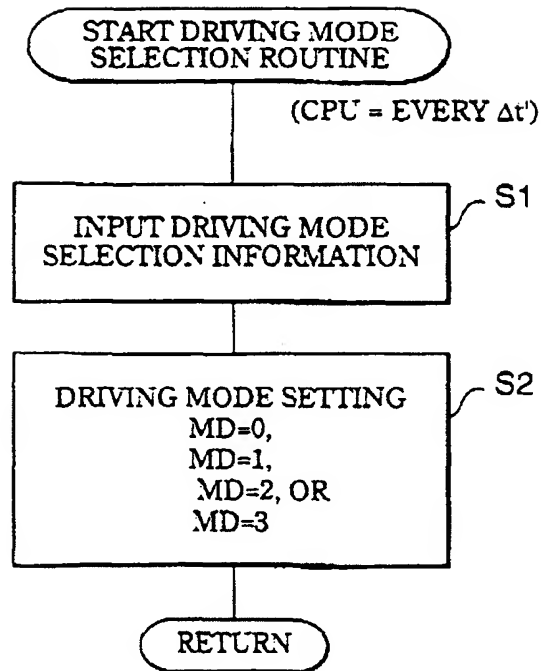 START DRIVING MODE
SELECTION ROUTINE
(CPU = EVERY Δt')
S1
INPUT DRIVING MODE
SELECTION INFORMATION
S2
DRIVING MODE SETTING
MD=0,
MD=1,
MD=2, OR
MD=3
RETURN